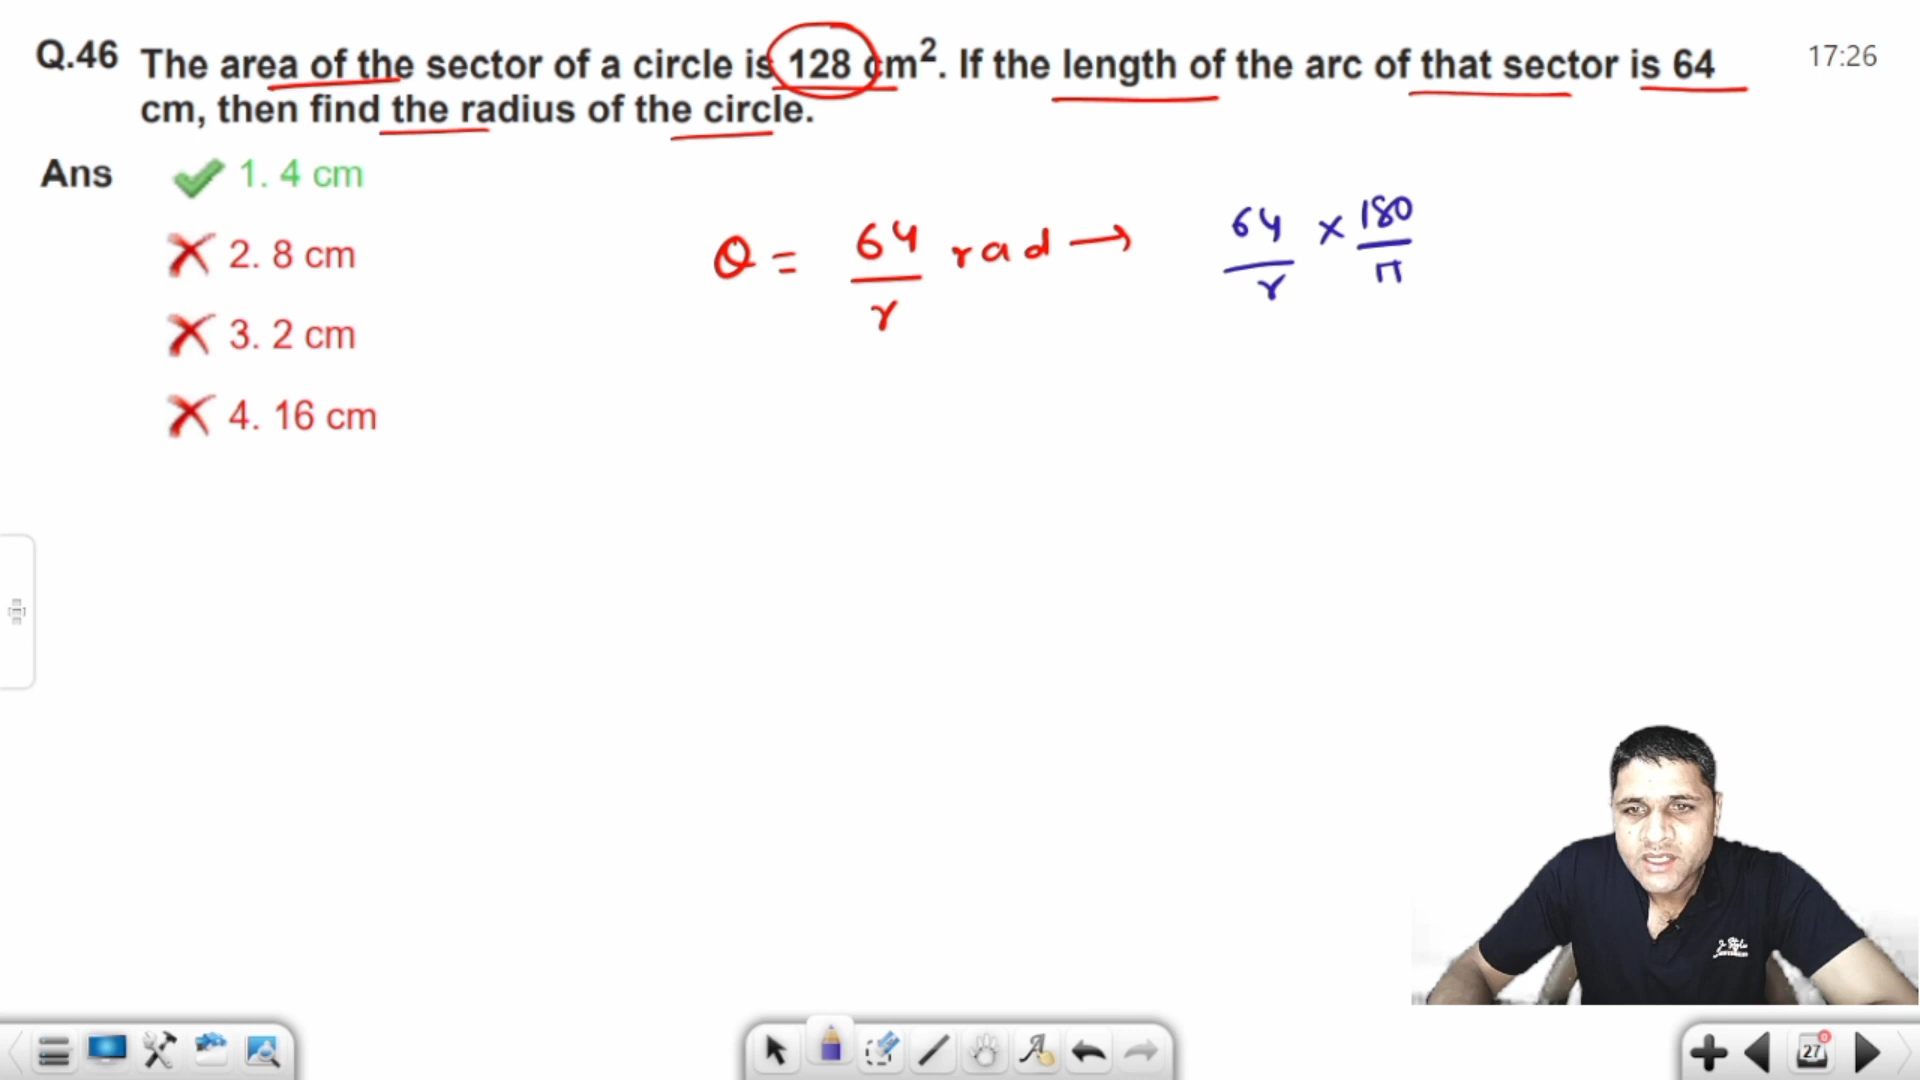 Q.46 The area of the sector of a circle is 128 cm². If the length of the arc of that sector is 64
17:26
cm, then find the radius of the circle.
Ans 1. 4 cm
2. 8 cm
3. 2 cm
4. 16 cm
θ = 64/r rad → 64/r × 180/π
27